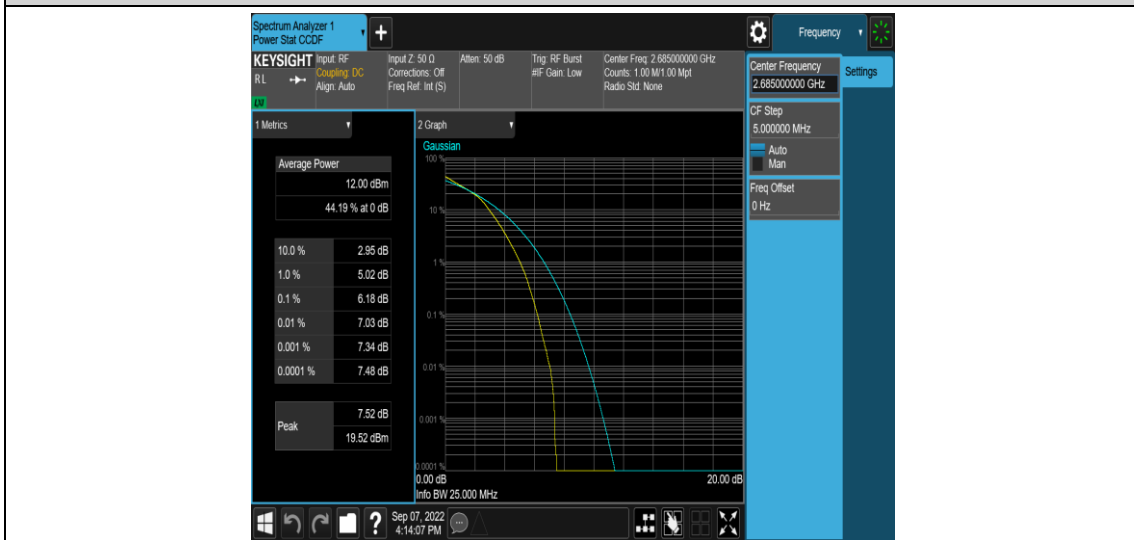 Spectrum Analyzer 1
Power Stat CCDF
+
Frequency
KEYSIGHT
RL
LXI
Input: RF
Coupling: DC
Align: Auto
Input Z: 50 Ω
Corrections: Off
Freq Ref: Int (S)
Atten: 50 dB
Trig: RF Burst
#IF Gain: Low
Center Freq: 2.685000000 GHz
Counts: 1.00 M/1.00 Mpt
Radio Std: None
Center Frequency
2.685000000 GHz
Settings
CF Step
5.000000 MHz
Auto
Man
Freq Offset
0 Hz
1 Metrics
Average Power
12.00 dBm
44.19 % at 0 dB
10.0 % 2.95 dB
1.0 % 5.02 dB
0.1 % 6.18 dB
0.01 % 7.03 dB
0.001 % 7.34 dB
0.0001 % 7.48 dB
Peak
7.52 dB
19.52 dBm
2 Graph
Gaussian
100 %
10 %
1 %
0.1 %
0.01 %
0.001 %
0.0001 %
0.00 dB 20.00 dB
Info BW 25.000 MHz
?
Sep 07, 2022
4:14:07 PM